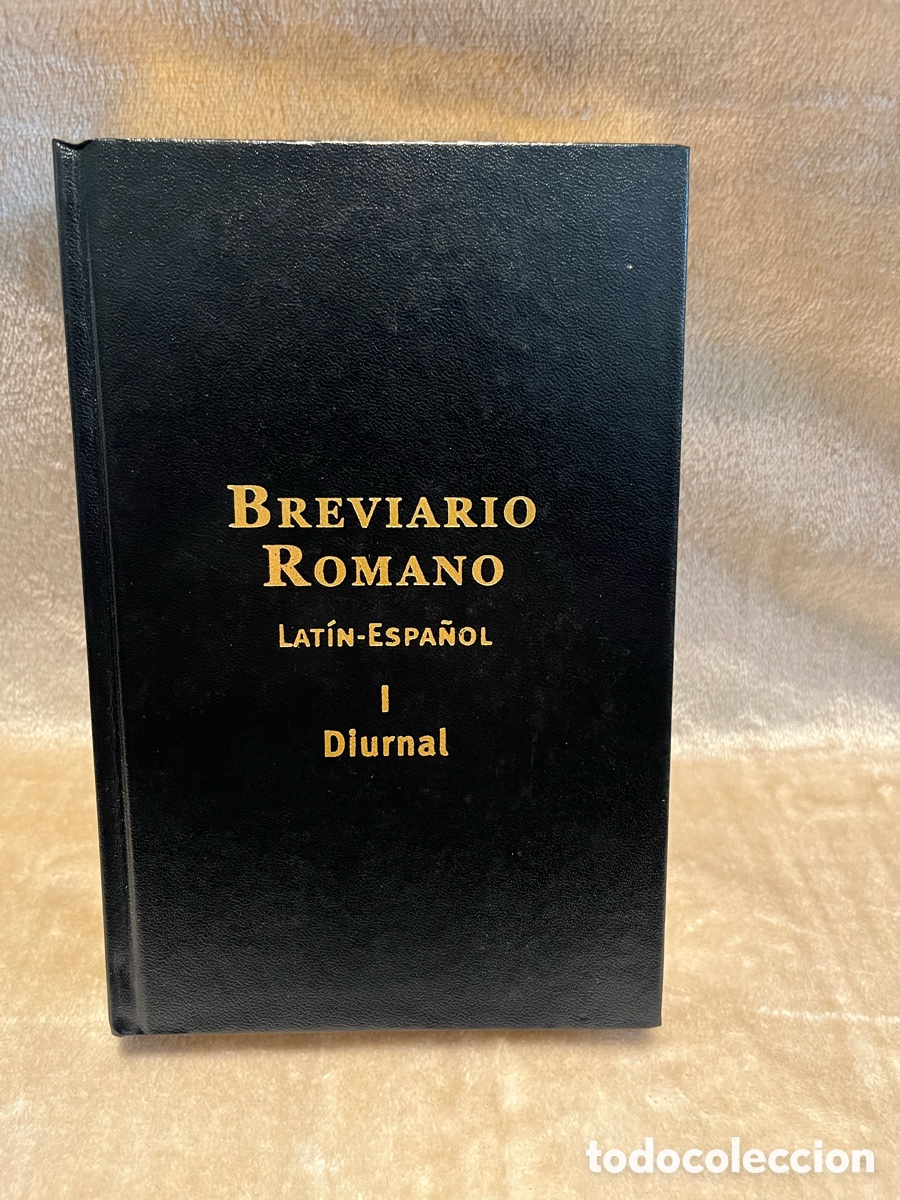 BREVIARIO
ROMANO
LATÍN-ESPAÑOL
I
Diurnal
todocoleccion